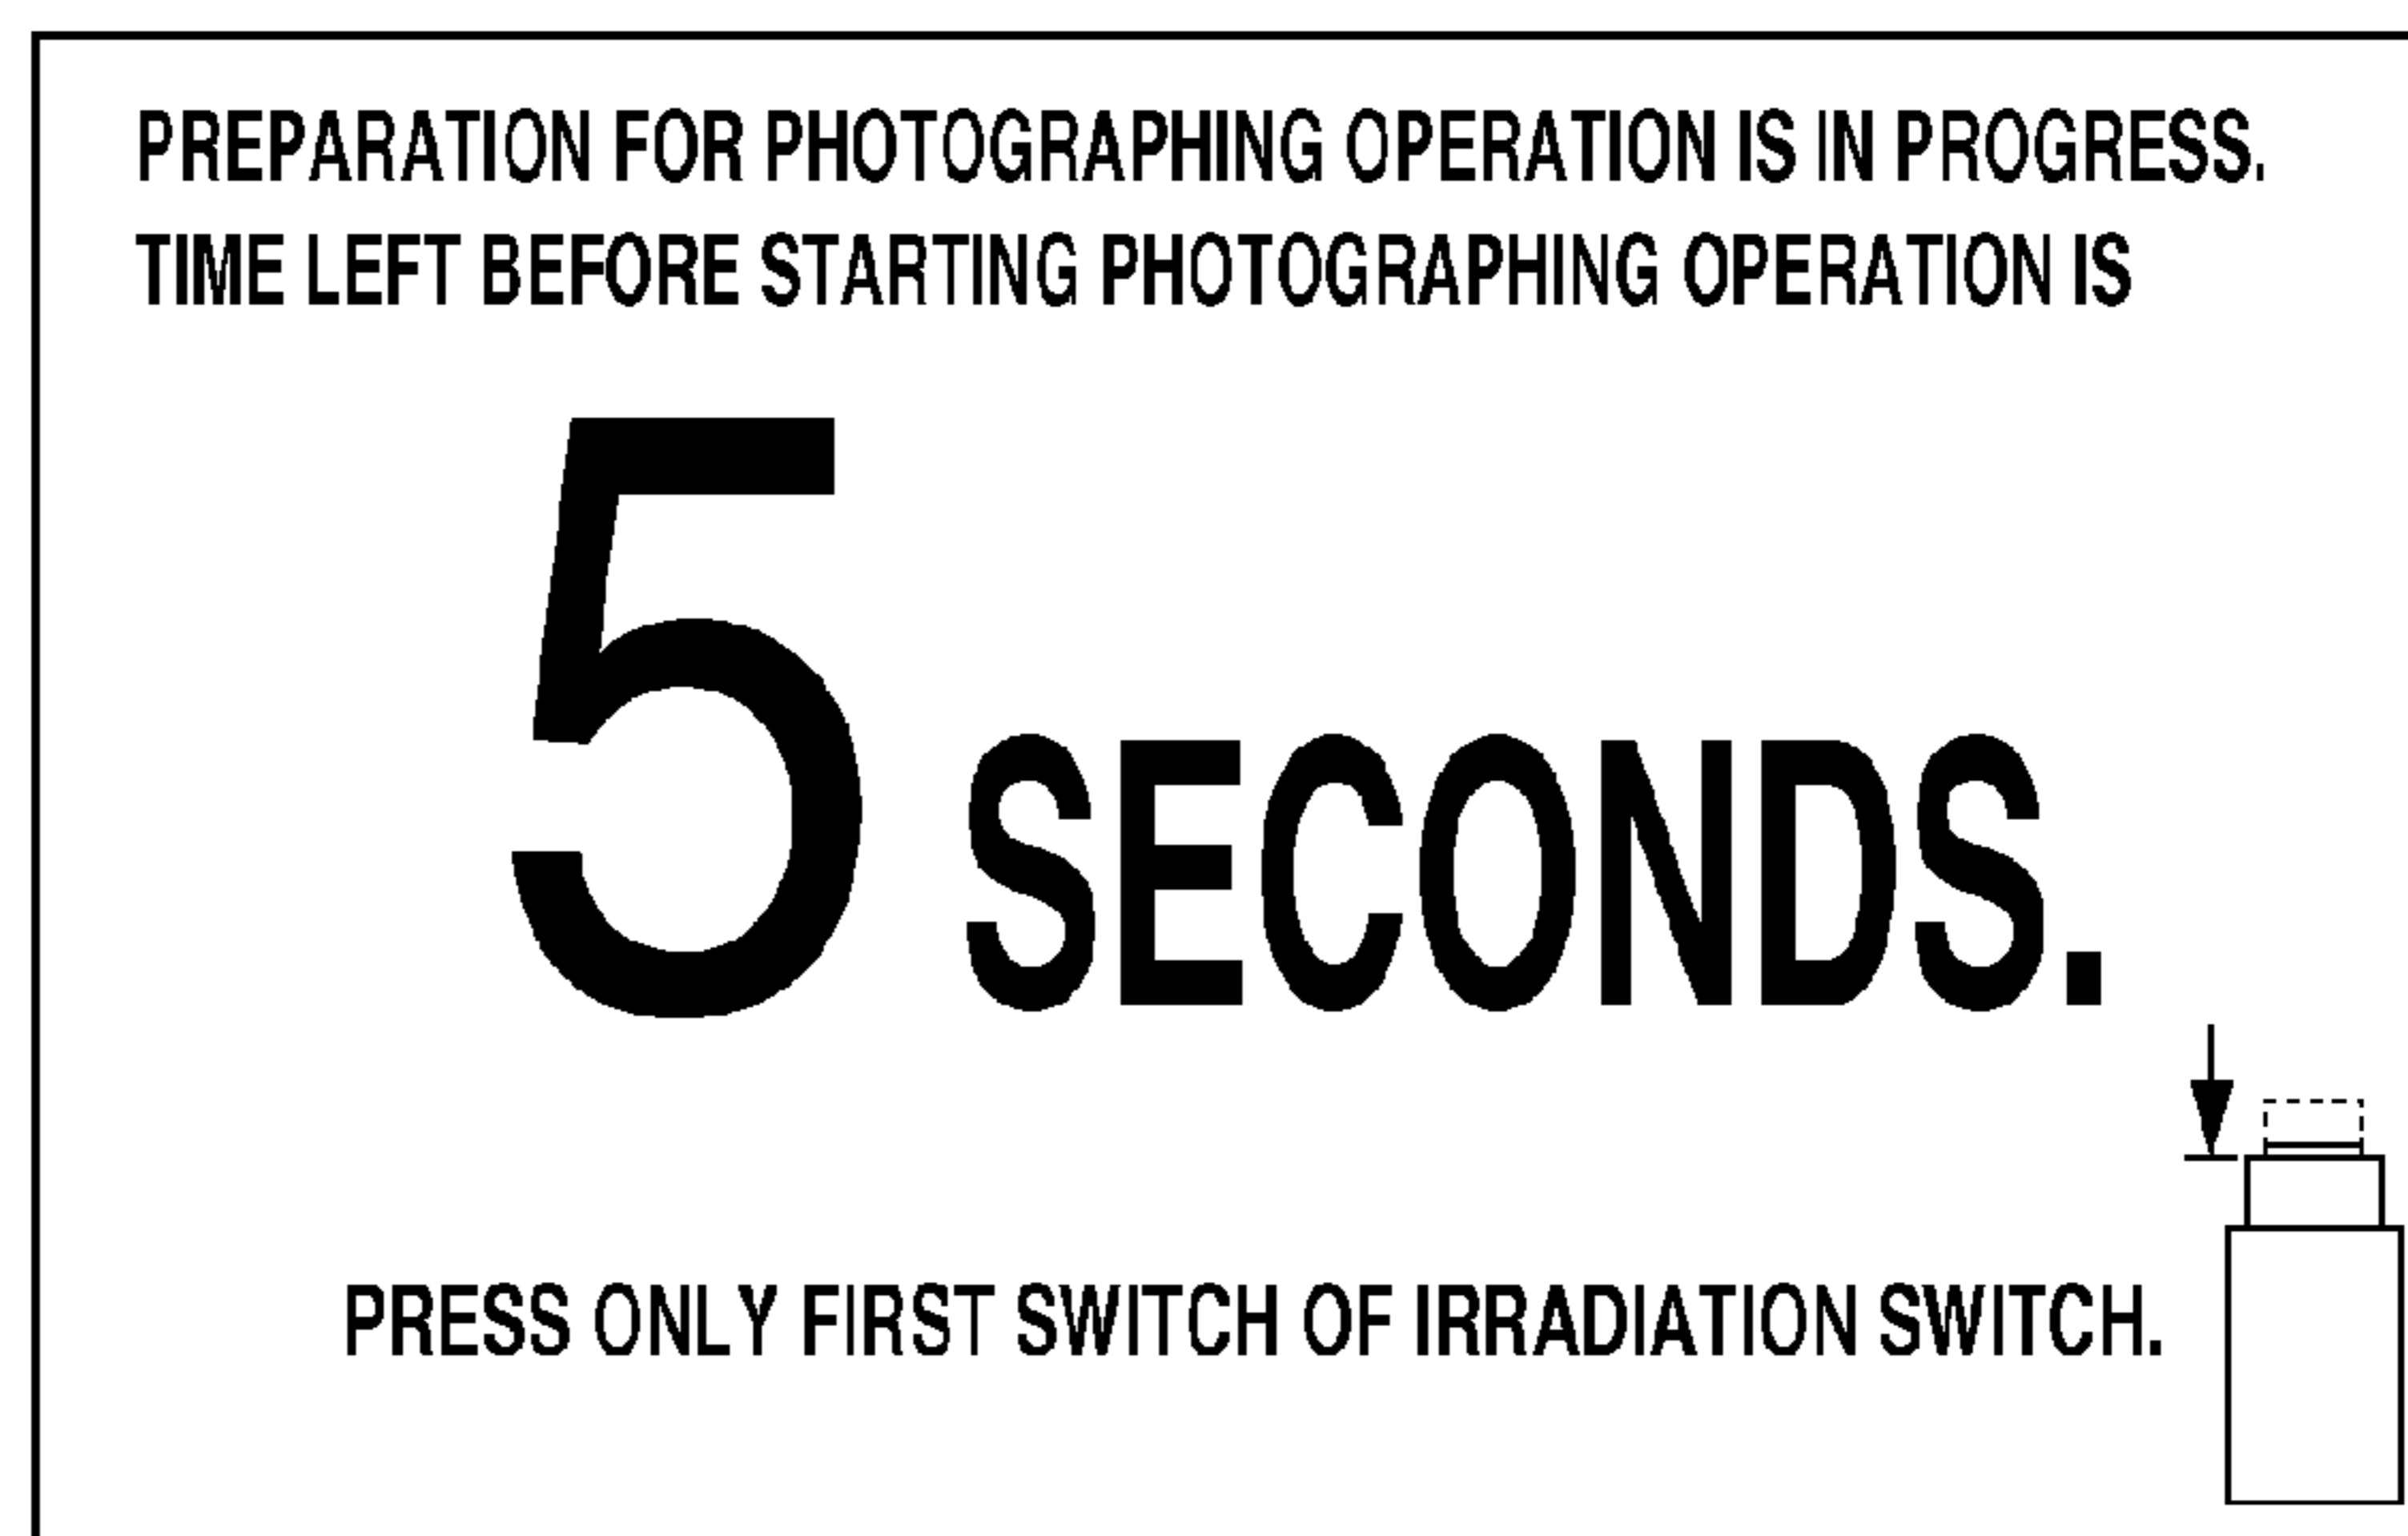 PREPARATION FOR PHOTOGRAPHING OPERATION IS IN PROGRESS.
TIME LEFT BEFORE STARTING PHOTOGRAPHING OPERATION IS
5 SECONDS.
PRESS ONLY FIRST SWITCH OF IRRADIATION SWITCH.